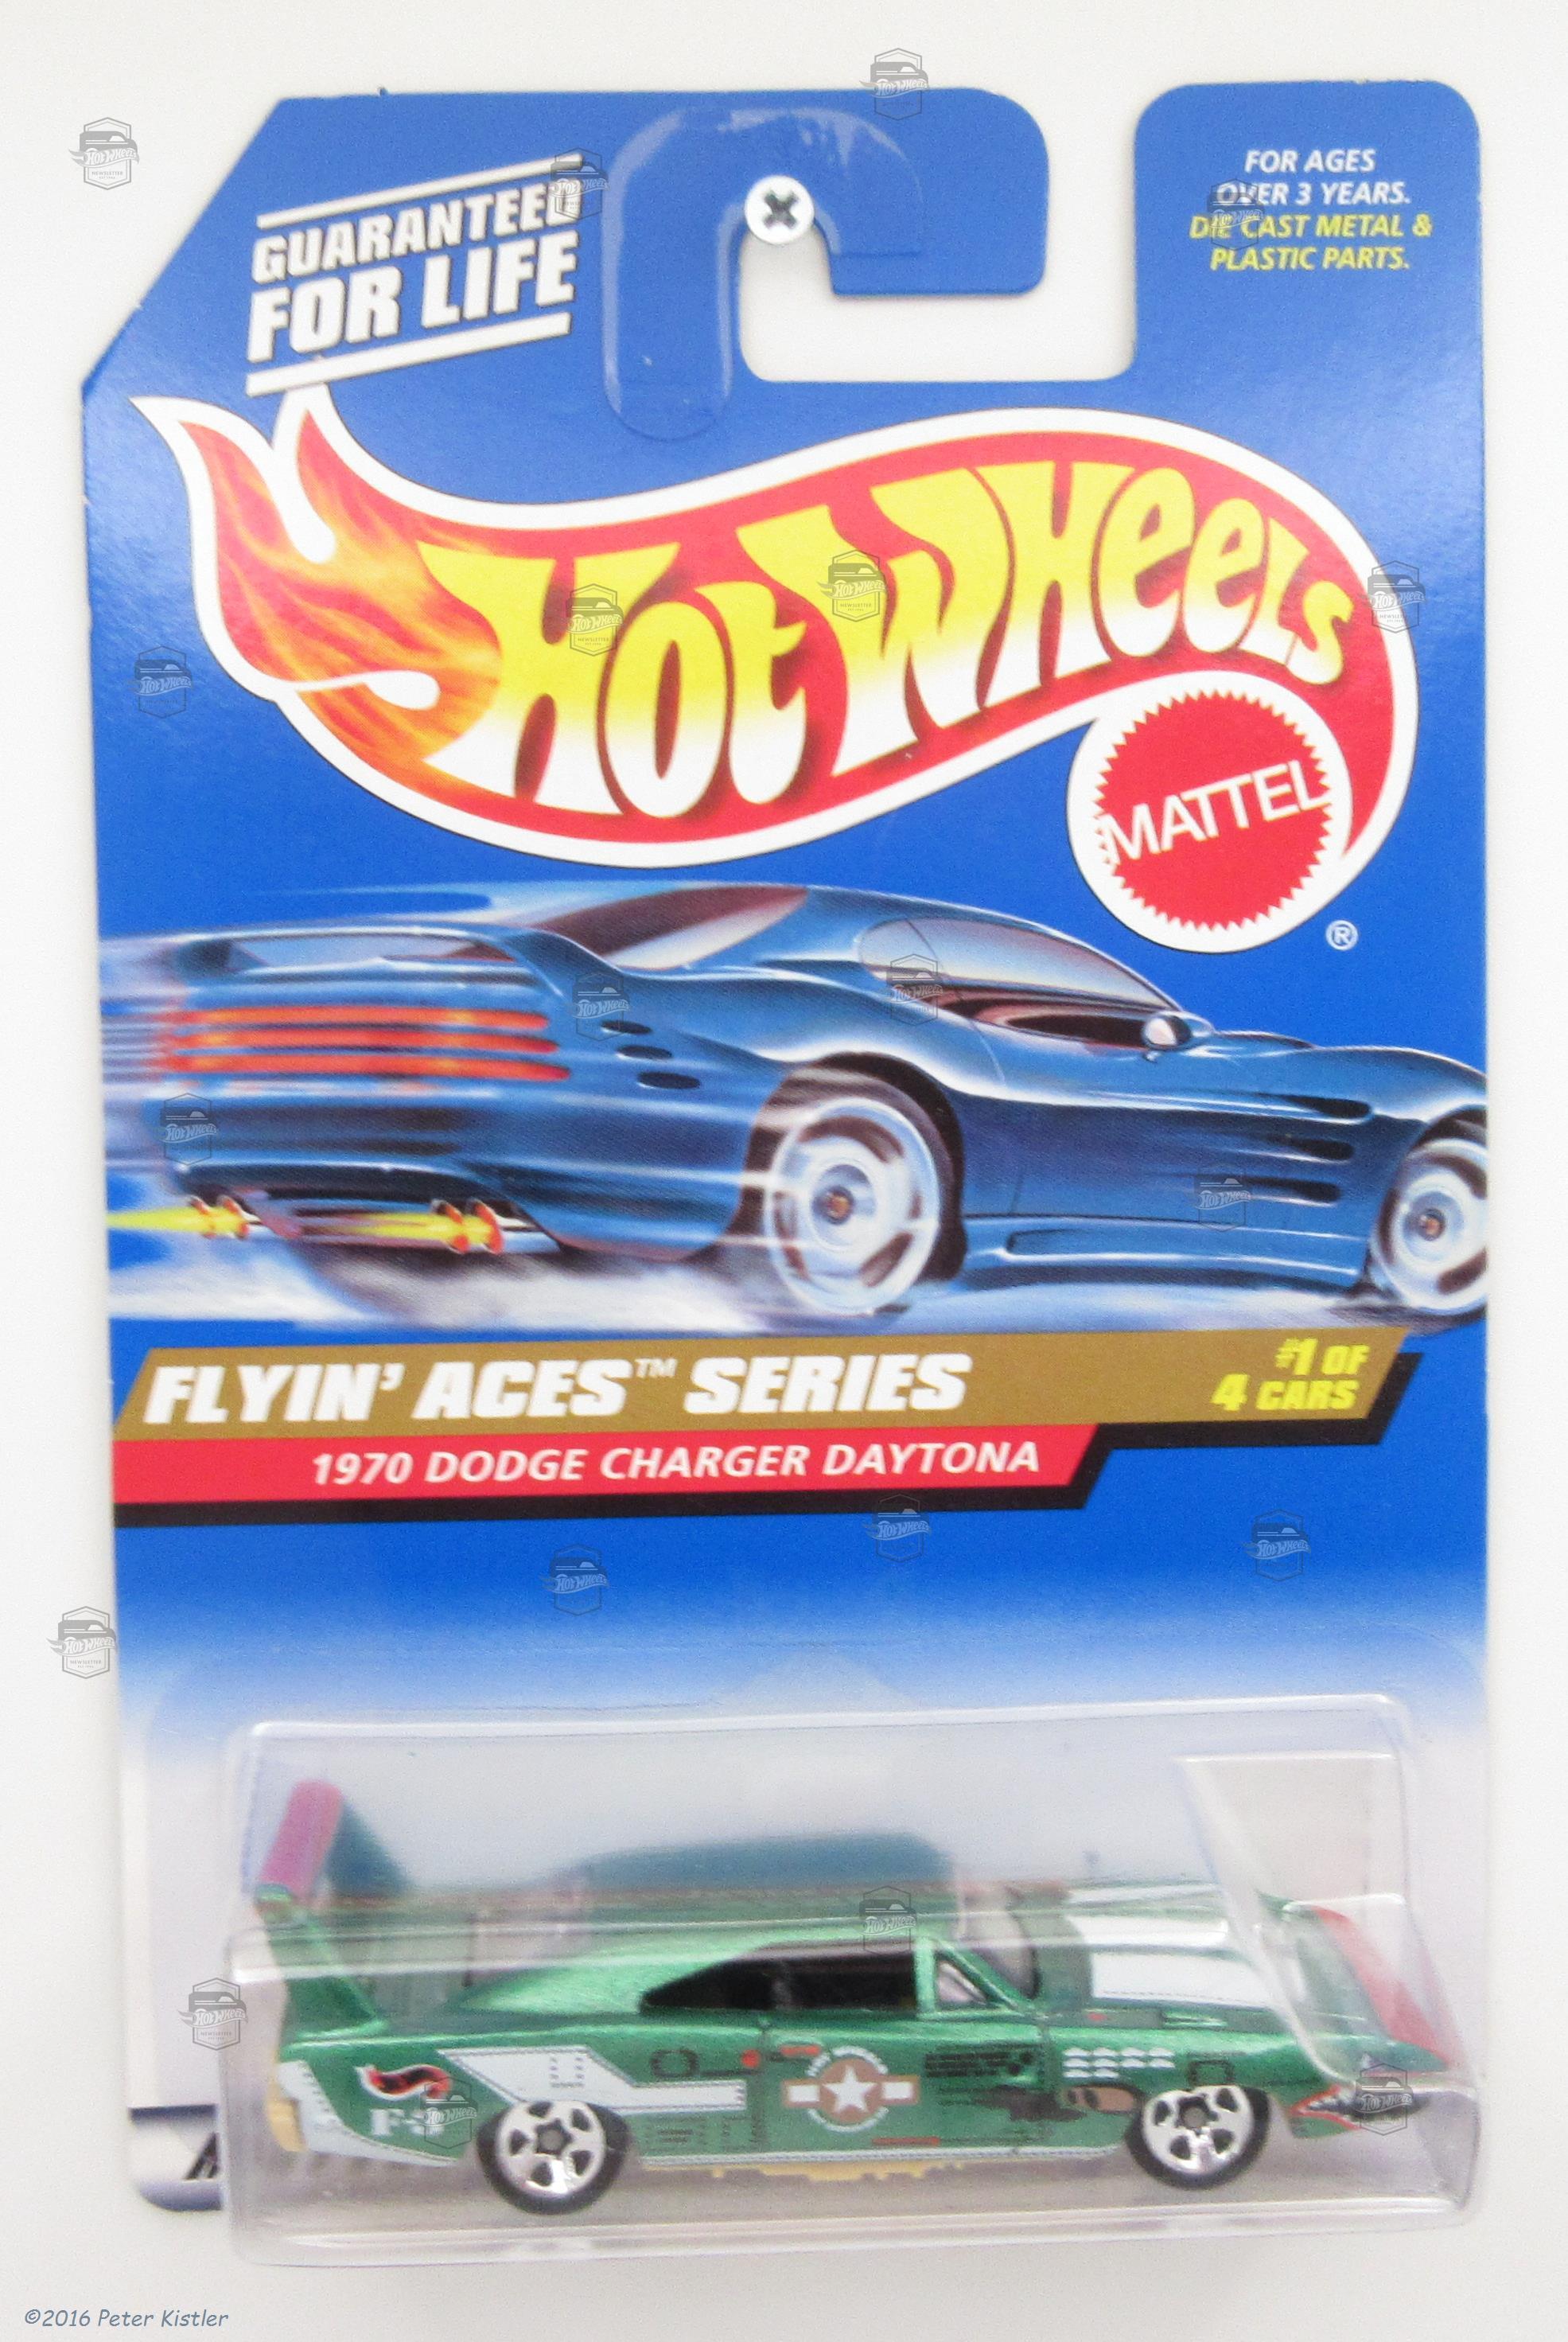 GUARANTEED
FOR LIFE
FOR AGES
OVER 3 YEARS.
DIE CAST METAL &
PLASTIC PARTS.
HOT WHEELS
MATTEL
®
FLYIN' ACES™ SERIES
#1 OF
4 CARS
1970 DODGE CHARGER DAYTONA
©2016 Peter Kistler